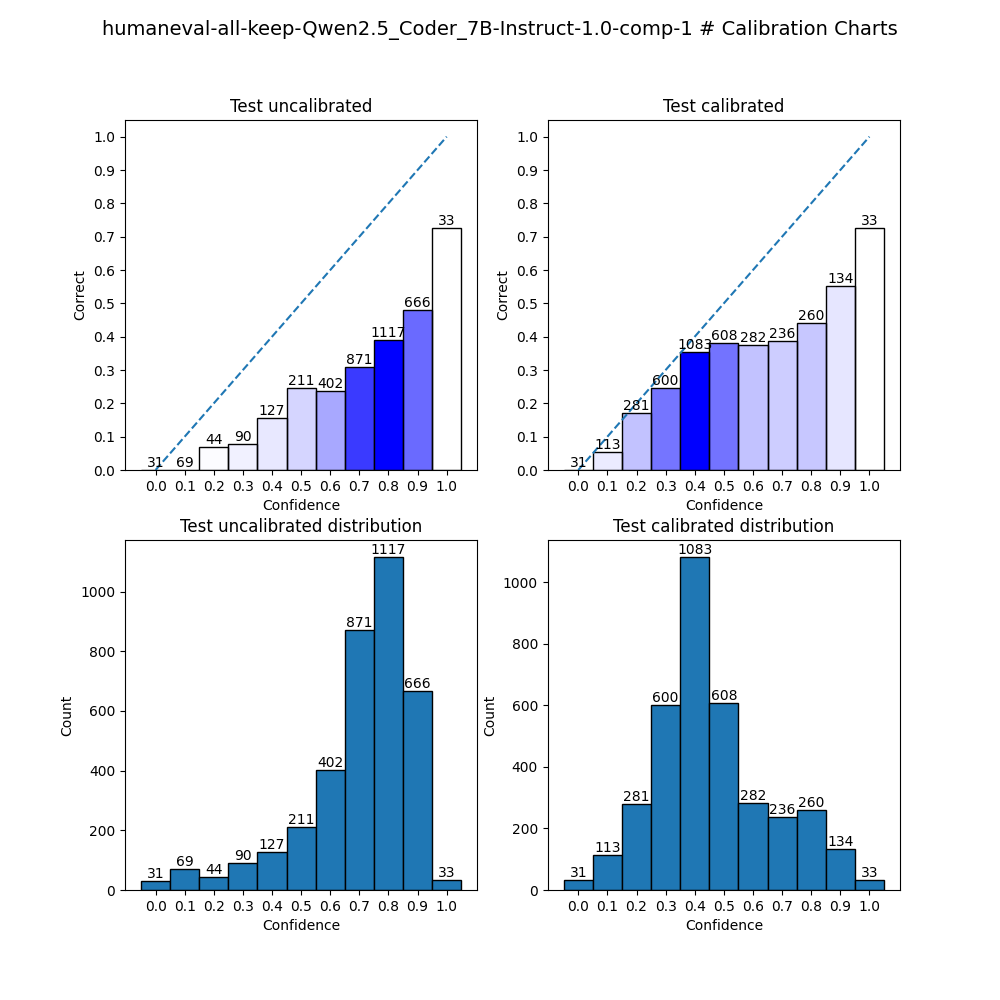 humaneval-all-keep-Qwen2.5_Coder_7B-Instruct-1.0-comp-1 # Calibration Charts
Test uncalibrated
1.0
0.9
0.8
0.7
0.6
0.5
0.4
0.3
0.2
0.1
0.0
Correct
31 69 44 90 127 211 402 871 1117 666 33
0.0 0.1 0.2 0.3 0.4 0.5 0.6 0.7 0.8 0.9 1.0
Confidence
Test calibrated
1.0
0.9
0.8
0.7
0.6
0.5
0.4
0.3
0.2
0.1
0.0
Correct
31 113 281 600 1083 608 282 236 260 134 33
0.0 0.1 0.2 0.3 0.4 0.5 0.6 0.7 0.8 0.9 1.0
Confidence
Test uncalibrated distribution
1000
800
600
400
200
0
Count
31 69 44 90 127 211 402 871 1117 666 33
0.0 0.1 0.2 0.3 0.4 0.5 0.6 0.7 0.8 0.9 1.0
Confidence
Test calibrated distribution
1000
800
600
400
200
0
Count
31 113 281 600 1083 608 282 236 260 134 33
0.0 0.1 0.2 0.3 0.4 0.5 0.6 0.7 0.8 0.9 1.0
Confidence